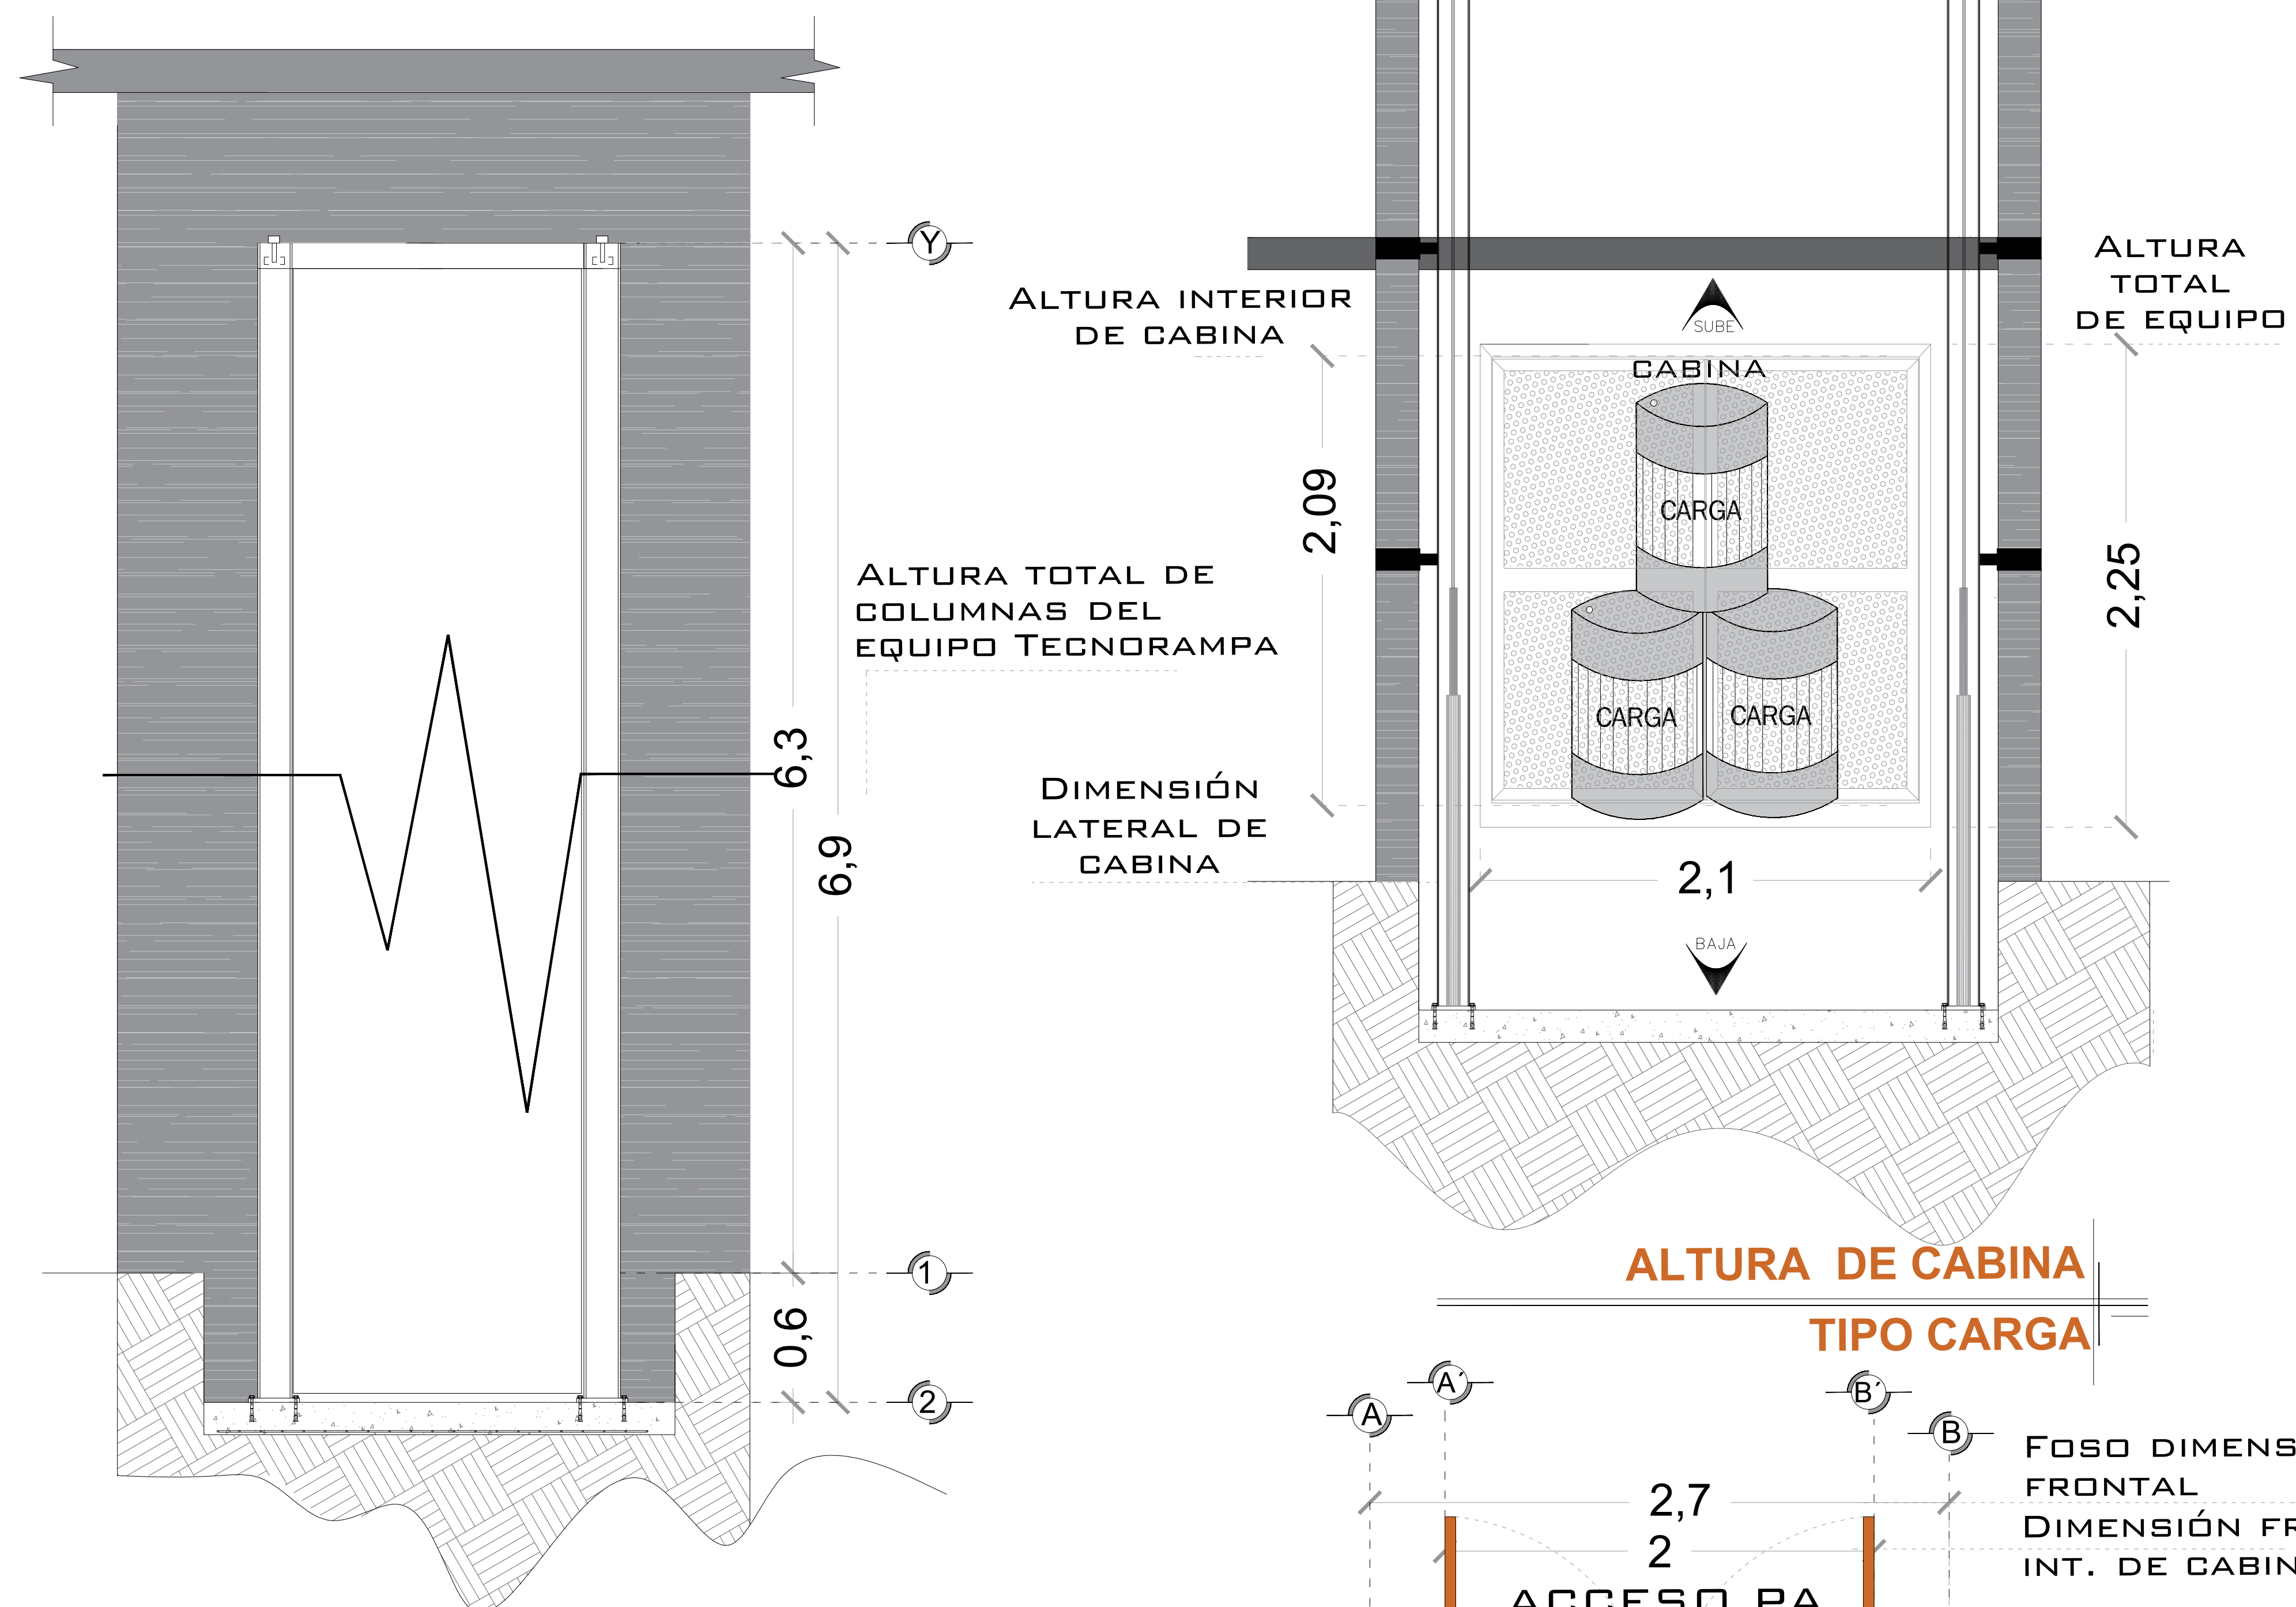 Y
6,3
6,9
ALTURA TOTAL DE
COLUMNAS DEL
EQUIPO TECNORAMPA
1
0,6
2
ALTURA INTERIOR
DE CABINA
2,09
DIMENSIÓN
LATERAL DE
CABINA
SUBE
CABINA
CARGA
CARGA
CARGA
2,1
BAJA
ALTURA
TOTAL
DE EQUIPO
2,25
ALTURA DE CABINA
TIPO CARGA
A
A´
B´
B
2,7
2
ACCESO PA
FOSO DIMENS
FRONTAL
DIMENSIÓN FR
INT. DE CABIN